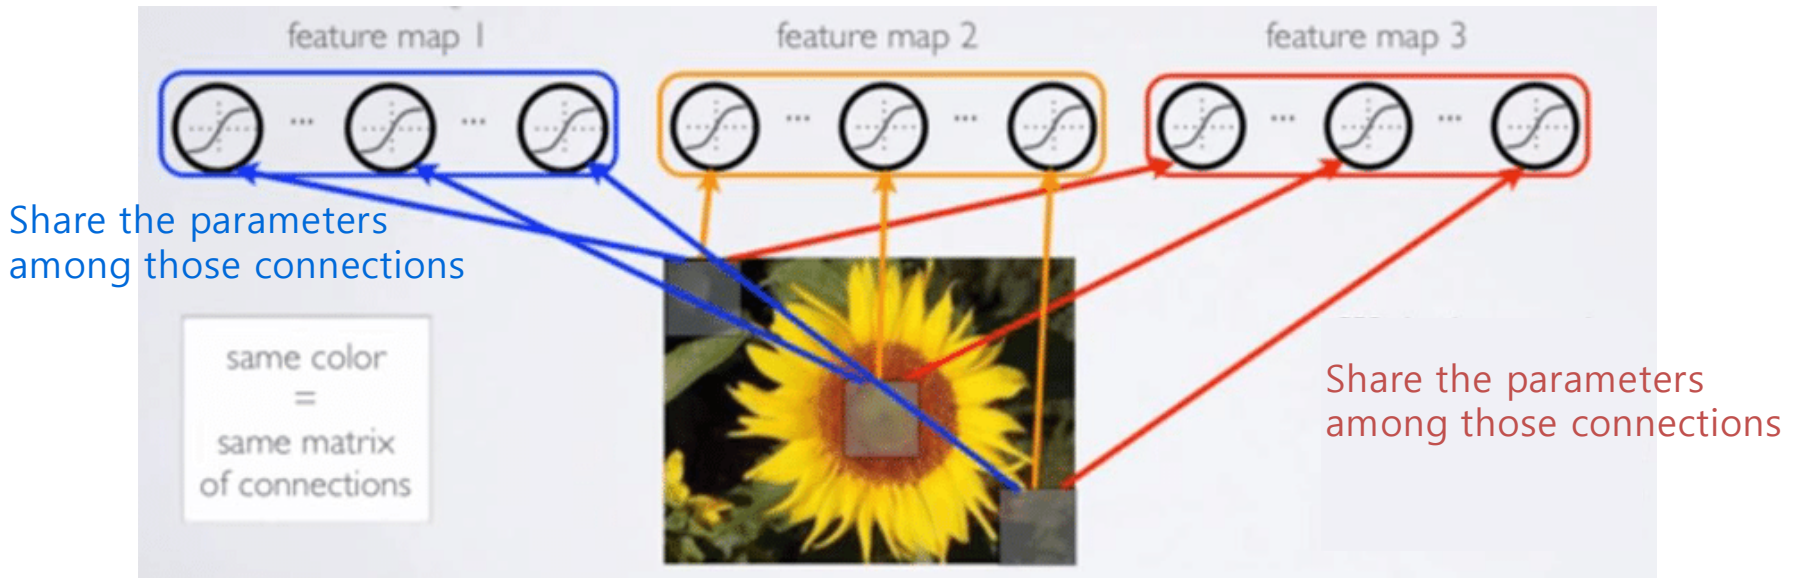 feature map 1
feature map 2
feature map 3
...
...
...
...
...
...
Share the parameters
among those connections
same color
=
same matrix
of connections
Share the parameters
among those connections